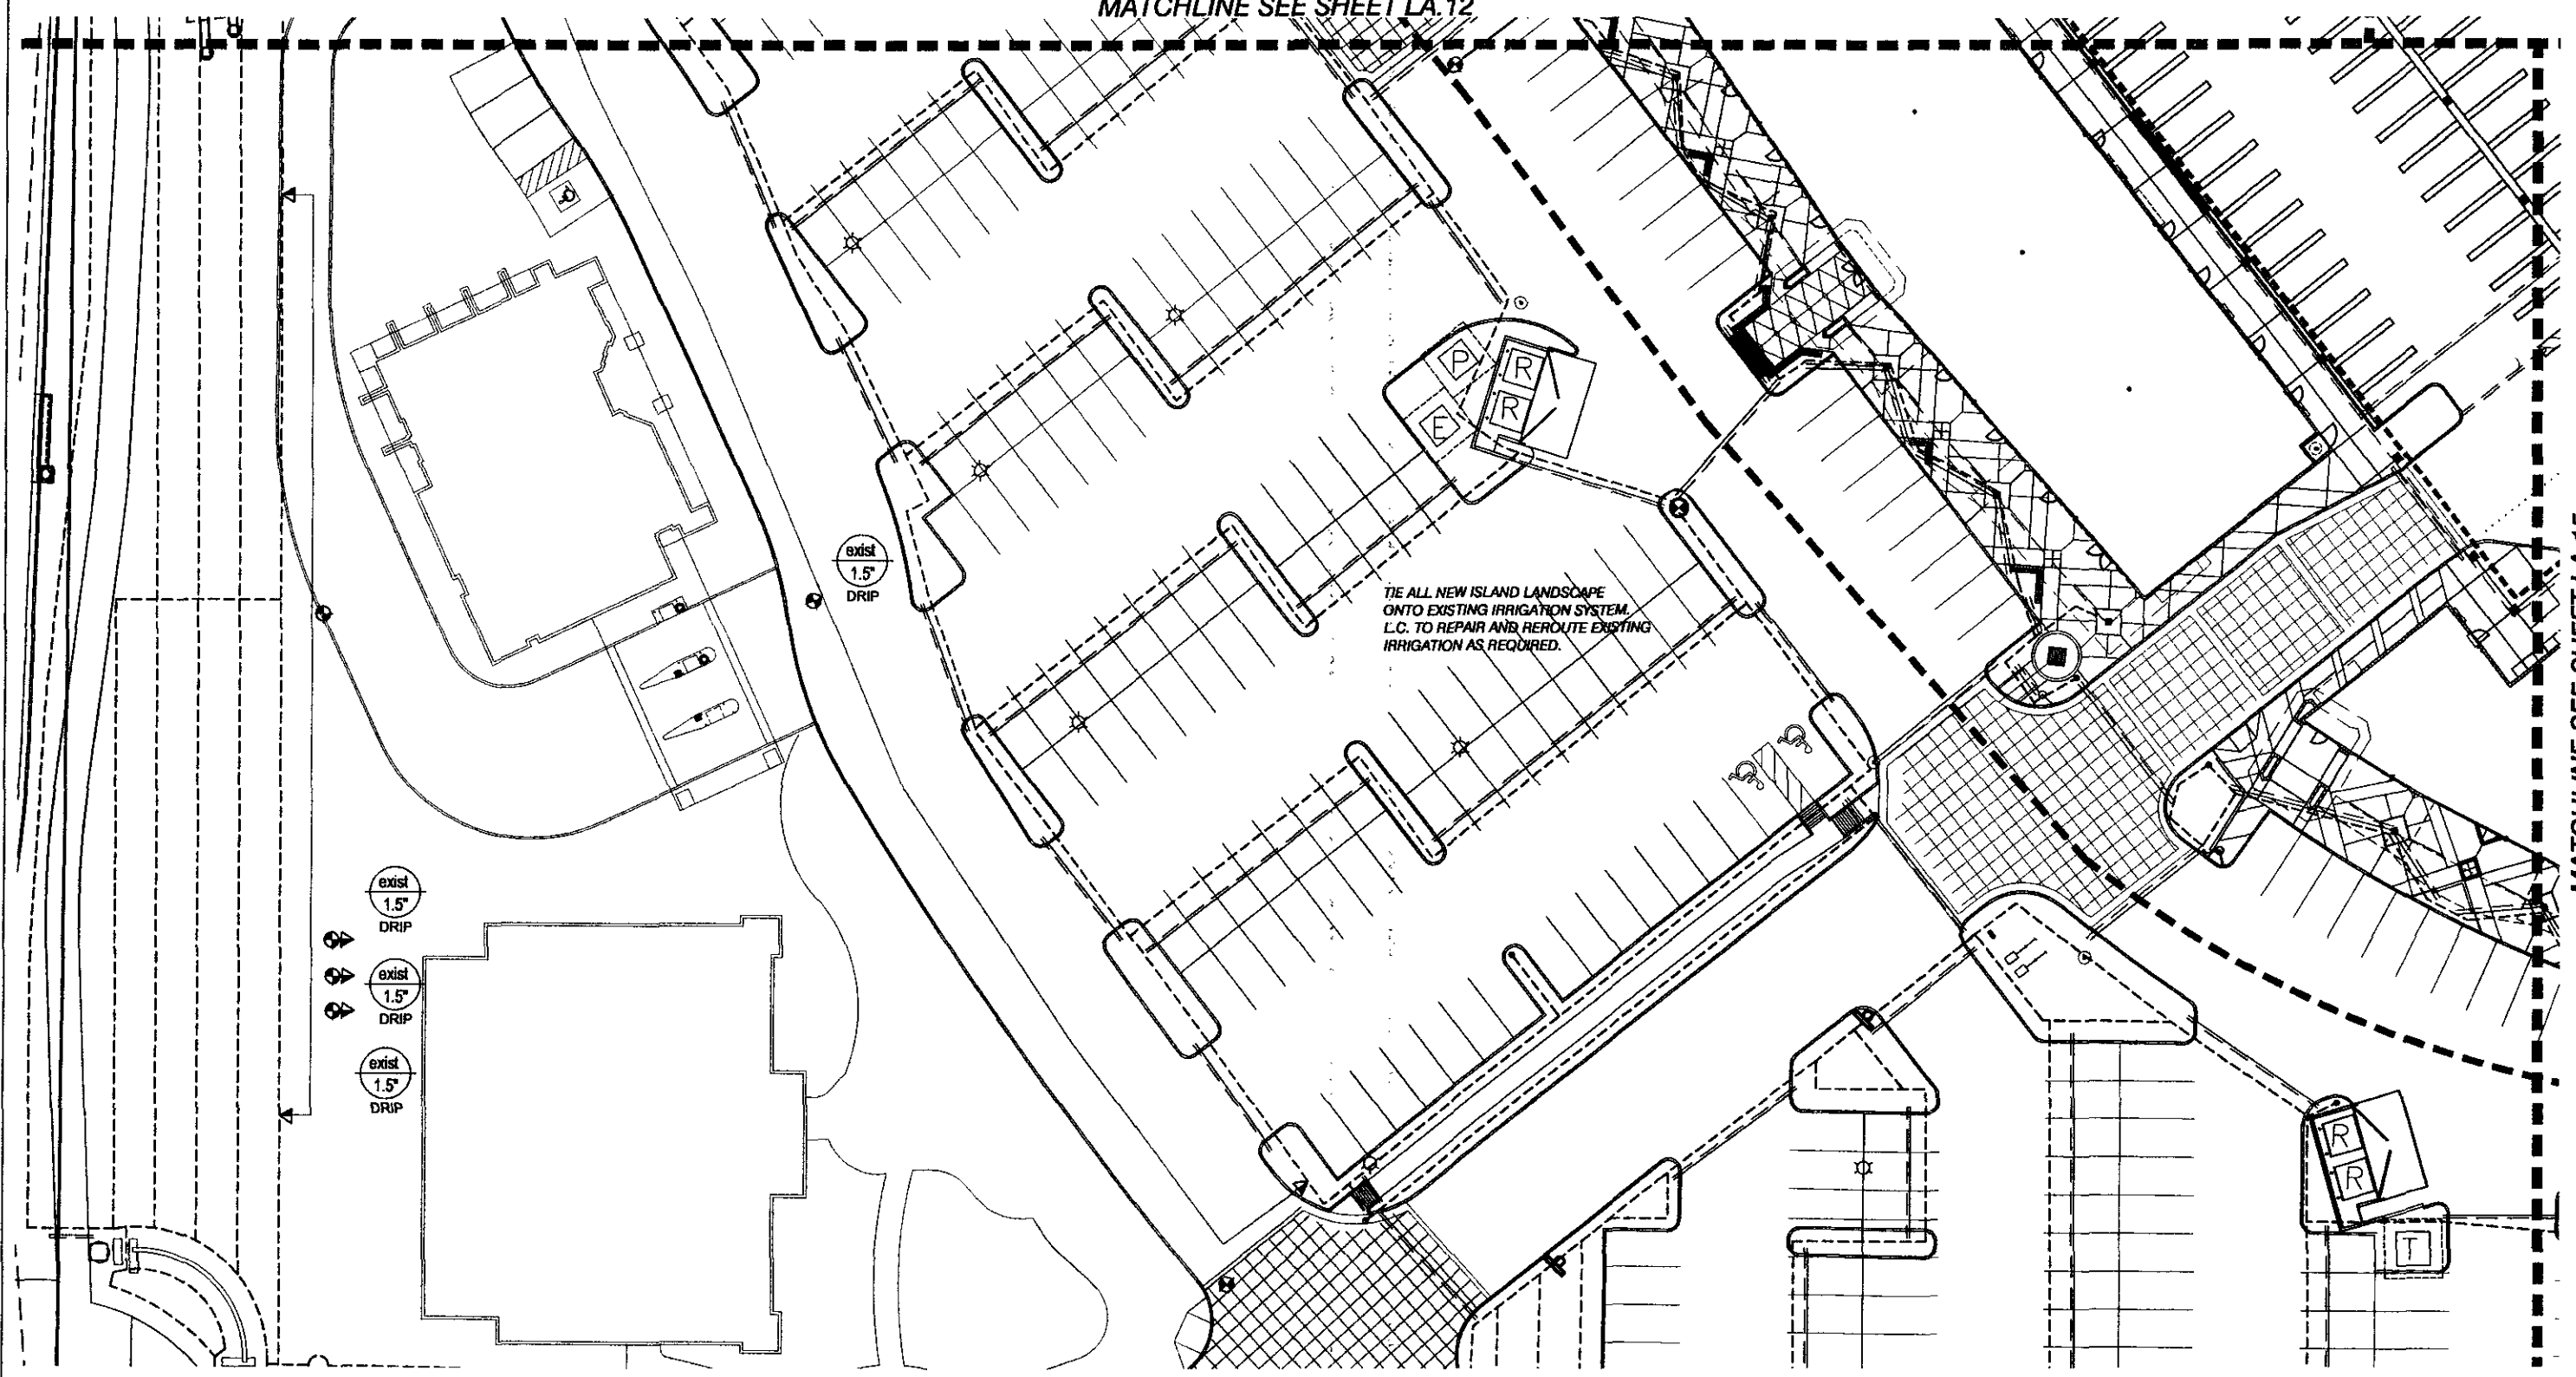 MATCHLINE SEE SHEET LA.12
P
R
R
E
exist
1.5"
DRIP
TIE ALL NEW ISLAND LANDSCAPE
ONTO EXISTING IRRIGATION SYSTEM.
L.C. TO REPAIR AND REROUTE EXISTING
IRRIGATION AS REQUIRED.
exist
1.5"
DRIP
exist
1.5"
DRIP
exist
1.5"
DRIP
R
R
T